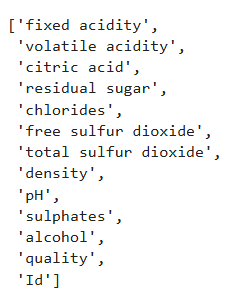 ['fixed acidity',
'volatile acidity',
'citric acid',
'residual sugar',
'chlorides',
'free sulfur dioxide',
'total sulfur dioxide',
'density',
'pH',
'sulphates',
'alcohol',
'quality',
'Id']